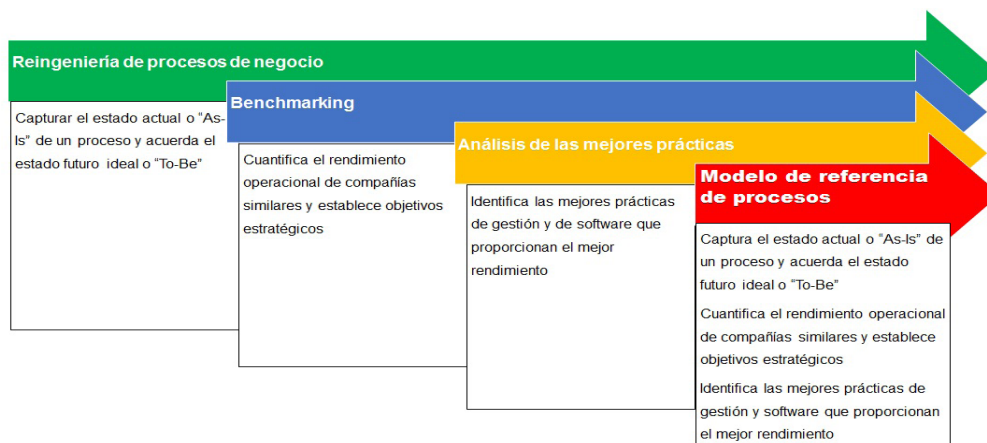 Reingeniería de procesos de negocio
Capturar el estado actual o "As-
Is" de un proceso y acuerda el
estado futuro ideal o "To-Be"
Benchmarking
Cuantifica el rendimiento
operacional de compañías
similares y establece objetivos
estratégicos
Análisis de las mejores prácticas
Identifica las mejores prácticas
de gestión y de software que
proporcionan el mejor
rendimiento
Modelo de referencia
de procesos
Captura el estado actual o "As-Is" de
un proceso y acuerda el estado
futuro ideal o "To-Be"
Cuantifica el rendimiento operacional
de compañías similares y establece
objetivos estratégicos
Identifica las mejores prácticas de
gestión y software que proporcionan
el mejor rendimiento